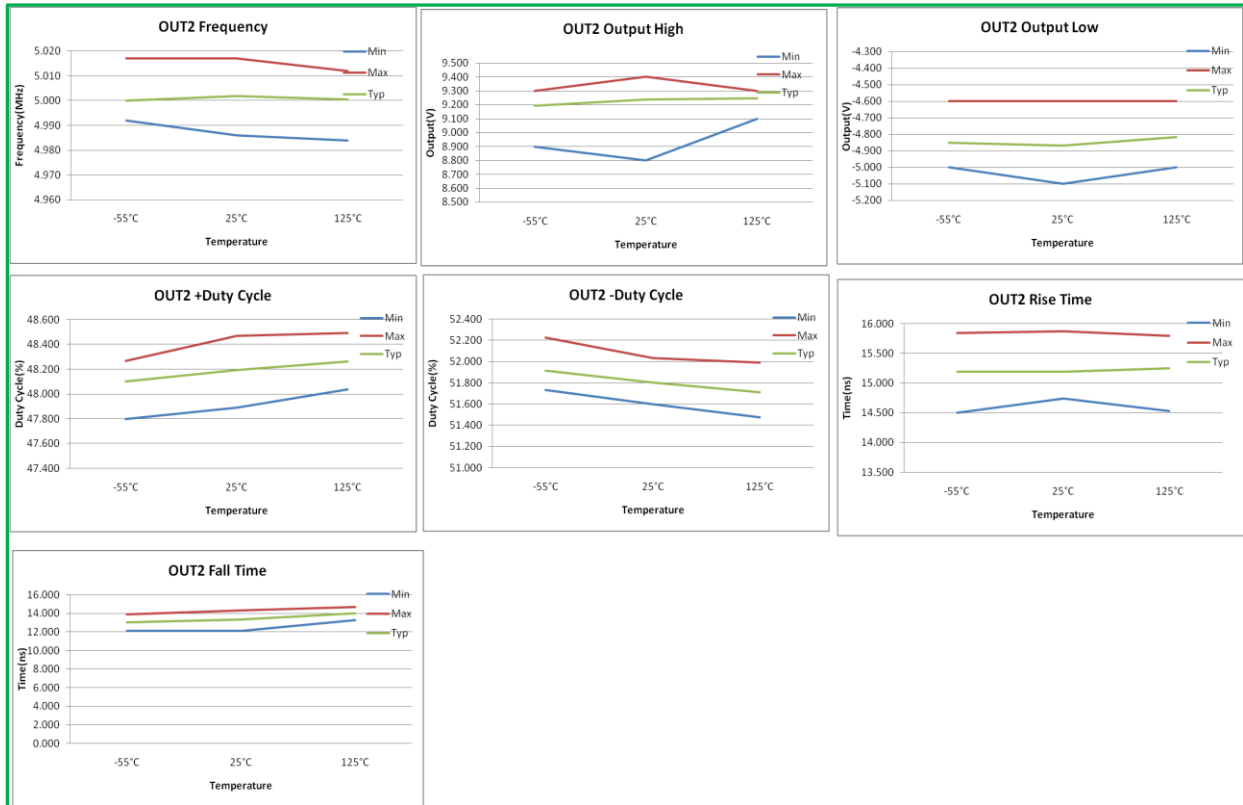 OUT2 Frequency
5.020
5.010
5.000
4.990
4.980
4.970
4.960
Frequency(MHz)
-55°C 25°C 125°C
Temperature
Min
Max
Typ
OUT2 Output High
9.500
9.400
9.300
9.200
9.100
9.000
8.900
8.800
8.700
8.600
8.500
Output(V)
-55°C 25°C 125°C
Temperature
Min
Max
Typ
OUT2 Output Low
-4.300
-4.400
-4.500
-4.600
-4.700
-4.800
-4.900
-5.000
-5.100
-5.200
Output(V)
-55°C 25°C 125°C
Temperature
Min
Max
Typ
OUT2 +Duty Cycle
48.600
48.400
48.200
48.000
47.800
47.600
47.400
Duty Cycle(%)
-55°C 25°C 125°C
Temperature
Min
Max
Typ
OUT2 -Duty Cycle
52.400
52.200
52.000
51.800
51.600
51.400
51.200
51.000
Duty Cycle(%)
-55°C 25°C 125°C
Temperature
Min
Max
Typ
OUT2 Rise Time
16.000
15.500
15.000
14.500
14.000
13.500
Time(ns)
-55°C 25°C 125°C
Temperature
Min
Max
Typ
OUT2 Fall Time
16.000
14.000
12.000
10.000
8.000
6.000
4.000
2.000
0.000
Time(ns)
-55°C 25°C 125°C
Temperature
Min
Max
Typ